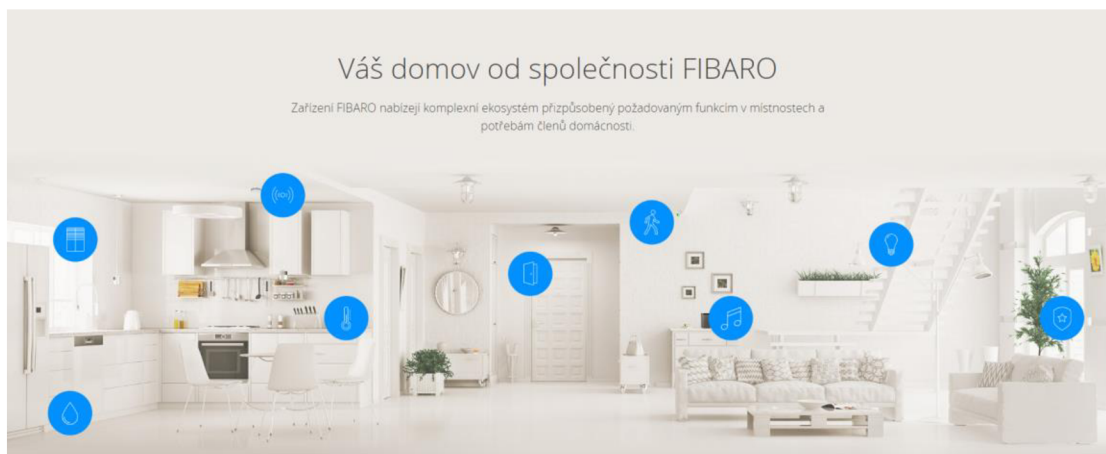 Váš domov od společnosti FIBARO
Zařízení FIBARO nabízejí komplexní ekosystém přizpůsobený požadovaným funkcím v místnostech a
potřebám členů domácnosti.